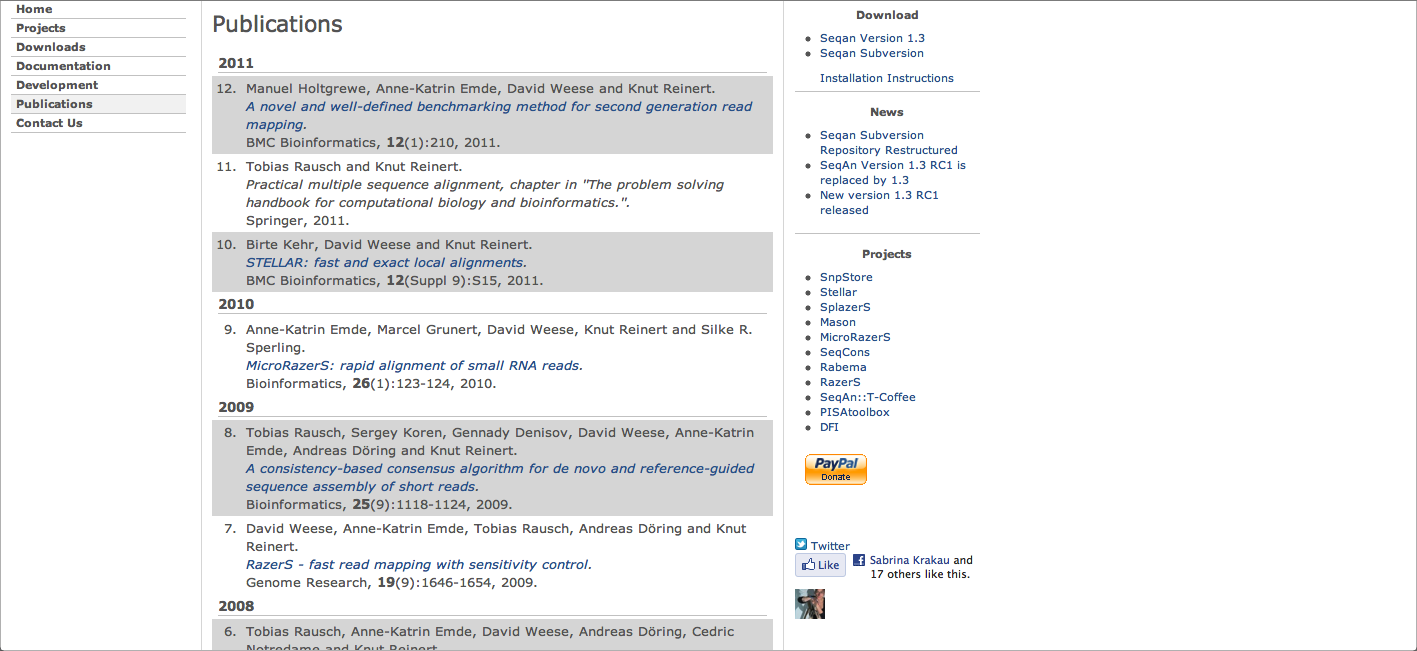 Home
Projects
Downloads
Documentation
Development
Publications
Contact Us
Publications
2011
12. Manuel Holtgrewe, Anne-Katrin Emde, David Weese and Knut Reinert.
A novel and well-defined benchmarking method for second generation read
mapping.
BMC Bioinformatics, 12(1):210, 2011.
11. Tobias Rausch and Knut Reinert.
Practical multiple sequence alignment, chapter in "The problem solving
handbook for computational biology and bioinformatics.".
Springer, 2011.
10. Birte Kehr, David Weese and Knut Reinert.
STELLAR: fast and exact local alignments.
BMC Bioinformatics, 12(Suppl 9):S15, 2011.
2010
9. Anne-Katrin Emde, Marcel Grunert, David Weese, Knut Reinert and Silke R.
Sperling.
MicroRazerS: rapid alignment of small RNA reads.
Bioinformatics, 26(1):123-124, 2010.
2009
8. Tobias Rausch, Sergey Koren, Gennady Denisov, David Weese, Anne-Katrin
Emde, Andreas Döring and Knut Reinert.
A consistency-based consensus algorithm for de novo and reference-guided
sequence assembly of short reads.
Bioinformatics, 25(9):1118-1124, 2009.
7. David Weese, Anne-Katrin Emde, Tobias Rausch, Andreas Döring and Knut
Reinert.
RazerS - fast read mapping with sensitivity control.
Genome Research, 19(9):1646-1654, 2009.
2008
6. Tobias Rausch, Anne-Katrin Emde, David Weese, Andreas Döring, Cedric
Notredame and Knut Reinert.
Download
Seqan Version 1.3
Seqan Subversion
Installation Instructions
News
Seqan Subversion
Repository Restructured
SeqAn Version 1.3 RC1 is
replaced by 1.3
New version 1.3 RC1
released
Projects
SnpStore
Stellar
SplazerS
Mason
MicroRazerS
SeqCons
Rabema
RazerS
SeqAn::T-Coffee
PISAtoolbox
DFI
PayPal
Donate
Twitter
Like
Sabrina Krakau and
17 others like this.